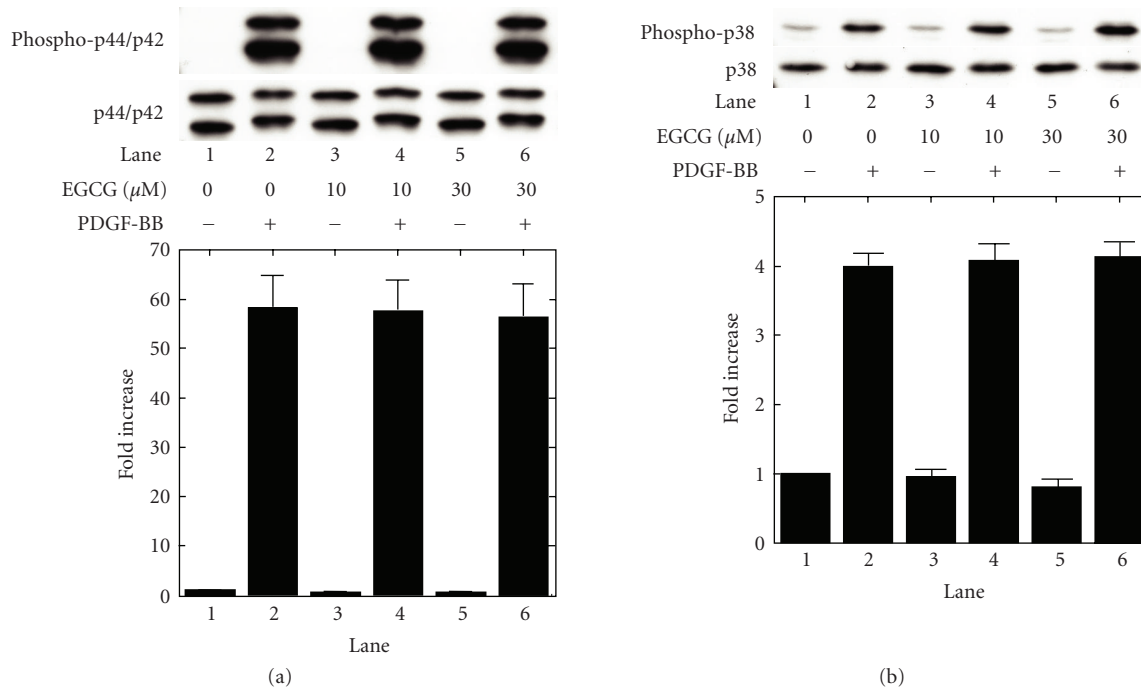 Phospho-p44/p42
p44/p42
Lane 1 2 3 4 5 6
EGCG (μM) 0 0 10 10 30 30
PDGF-BB − + − + − +
70
60
50
40
30
20
10
0
Fold increase
1 2 3 4 5 6
Lane
(a)
Phospho-p38
p38
Lane 1 2 3 4 5 6
EGCG (μM) 0 0 10 10 30 30
PDGF-BB − + − + − +
5
4
3
2
1
0
Fold increase
1 2 3 4 5 6
Lane
(b)